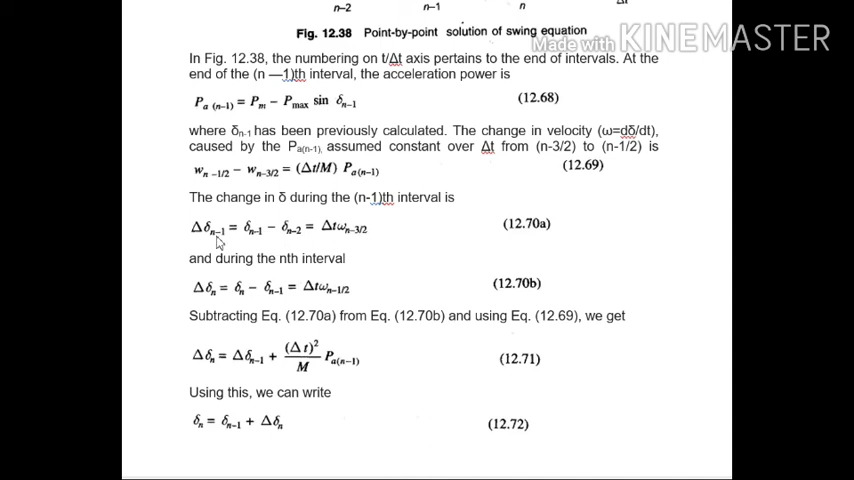 n–2 n–1 n Δt
Fig. 12.38 Point-by-point solution of swing equation
Made with KINEMASTER
In Fig. 12.38, the numbering on t/Δt axis pertains to the end of intervals. At the
end of the (n —1)th interval, the acceleration power is
Pa (n–1) = Pm – Pmax sin δn–1 (12.68)
where δn-1 has been previously calculated. The change in velocity (ω=dδ/dt),
caused by the Pa(n-1), assumed constant over Δt from (n-3/2) to (n-1/2) is
wn –1/2 – wn–3/2 = (Δt/M) Pa(n–1) (12.69)
The change in δ during the (n-1)th interval is
Δδn–1 = δn–1 – δn–2 = Δtωn–3/2 (12.70a)
and during the nth interval
Δδn = δn – δn–1 = Δtωn–1/2 (12.70b)
Subtracting Eq. (12.70a) from Eq. (12.70b) and using Eq. (12.69), we get
Δδn = Δδn–1 + (Δt)²/M Pa(n–1) (12.71)
Using this, we can write
δn = δn–1 + Δδn (12.72)